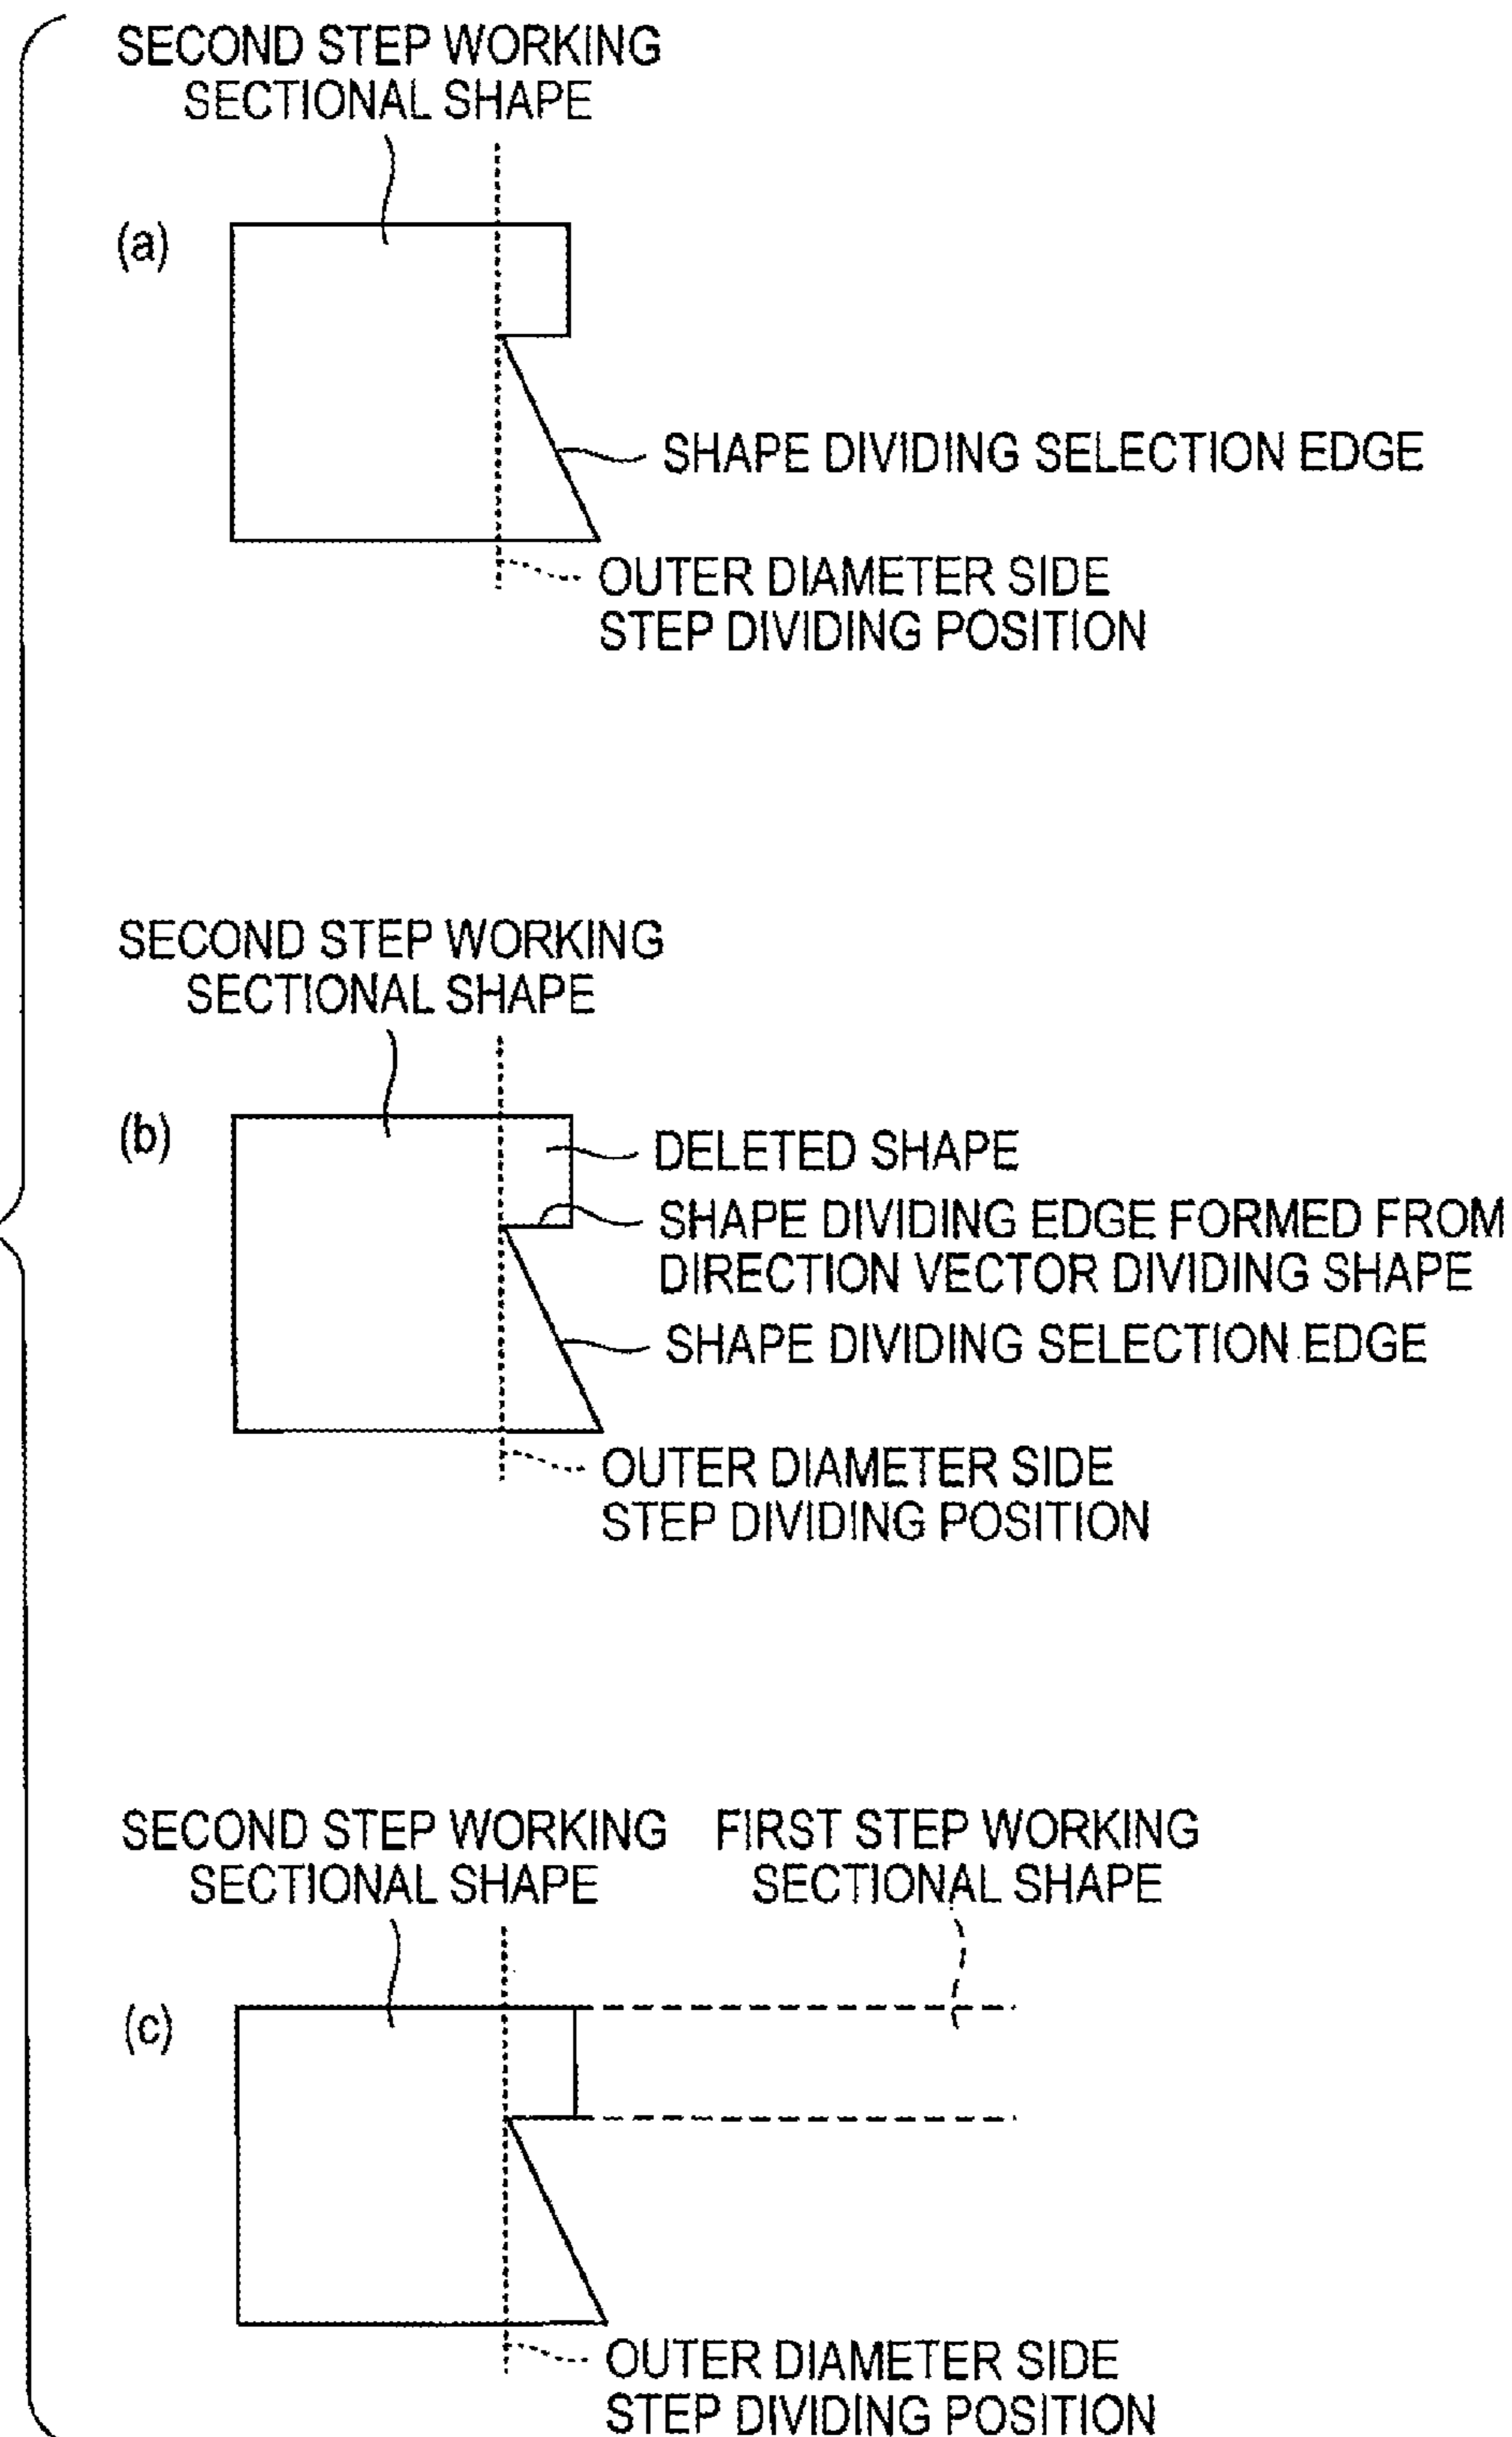 SECOND STEP WORKING
SECTIONAL SHAPE
(a)
SHAPE DIVIDING SELECTION EDGE
OUTER DIAMETER SIDE
STEP DIVIDING POSITION
SECOND STEP WORKING
SECTIONAL SHAPE
(b)
DELETED SHAPE
SHAPE DIVIDING EDGE FORMED FROM
DIRECTION VECTOR DIVIDING SHAPE
SHAPE DIVIDING SELECTION EDGE
OUTER DIAMETER SIDE
STEP DIVIDING POSITION
SECOND STEP WORKING
SECTIONAL SHAPE
FIRST STEP WORKING
SECTIONAL SHAPE
(c)
OUTER DIAMETER SIDE
STEP DIVIDING POSITION